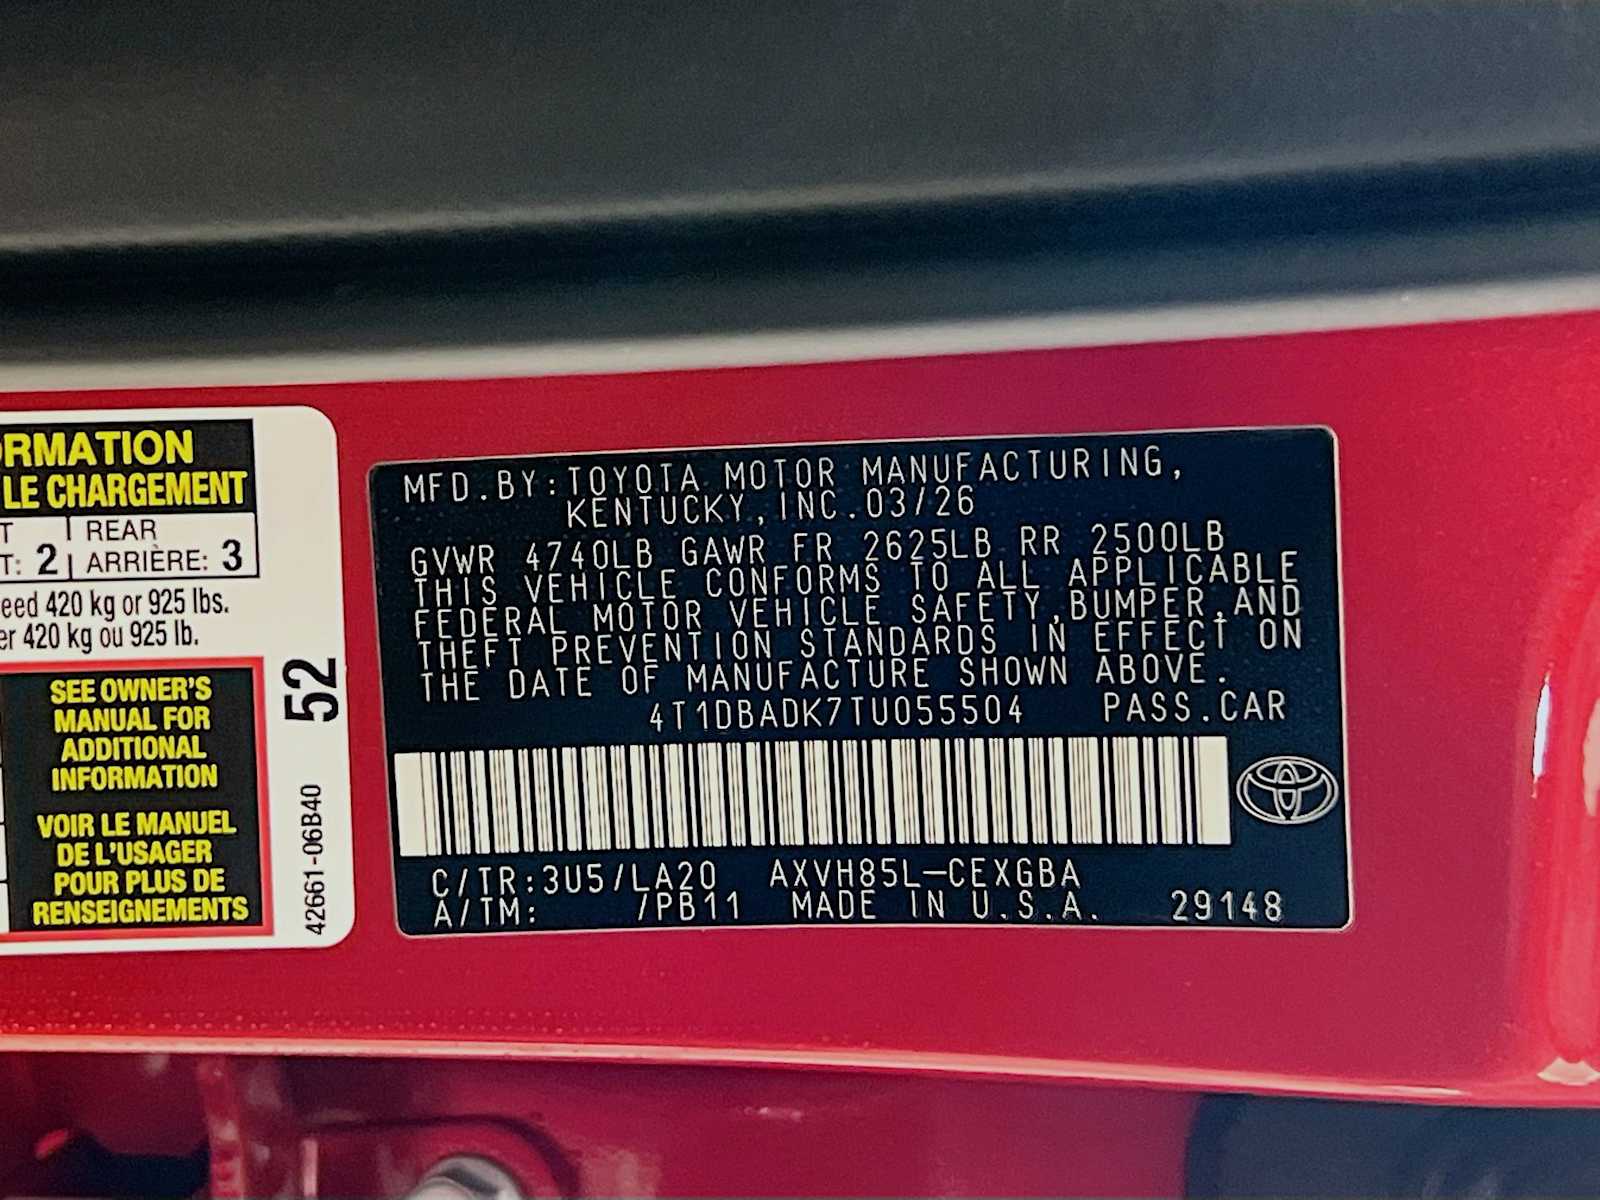 ORMATION
LE CHARGEMENT
T | REAR
T: 2 | ARRIÈRE: 3
eed 420 kg or 925 lbs.
er 420 kg ou 925 lb.
SEE OWNER'S
MANUAL FOR
ADDITIONAL
INFORMATION
VOIR LE MANUEL
DE L'USAGER
POUR PLUS DE
RENSEIGNEMENTS
52
42661-06B40
MFD.BY:TOYOTA MOTOR MANUFACTURING,
KENTUCKY,INC.03/26
GVWR 4740LB GAWR FR 2625LB RR 2500LB
THIS VEHICLE CONFORMS TO ALL APPLICABLE
FEDERAL MOTOR VEHICLE SAFETY,BUMPER,AND
THEFT PREVENTION STANDARDS IN EFFECT ON
THE DATE OF MANUFACTURE SHOWN ABOVE.
4T1DBADK7TU055504 PASS.CAR
C/TR:3U5/LA20 AXVH85L-CEXGBA
A/TM: /PB11 MADE IN U.S.A. 29148